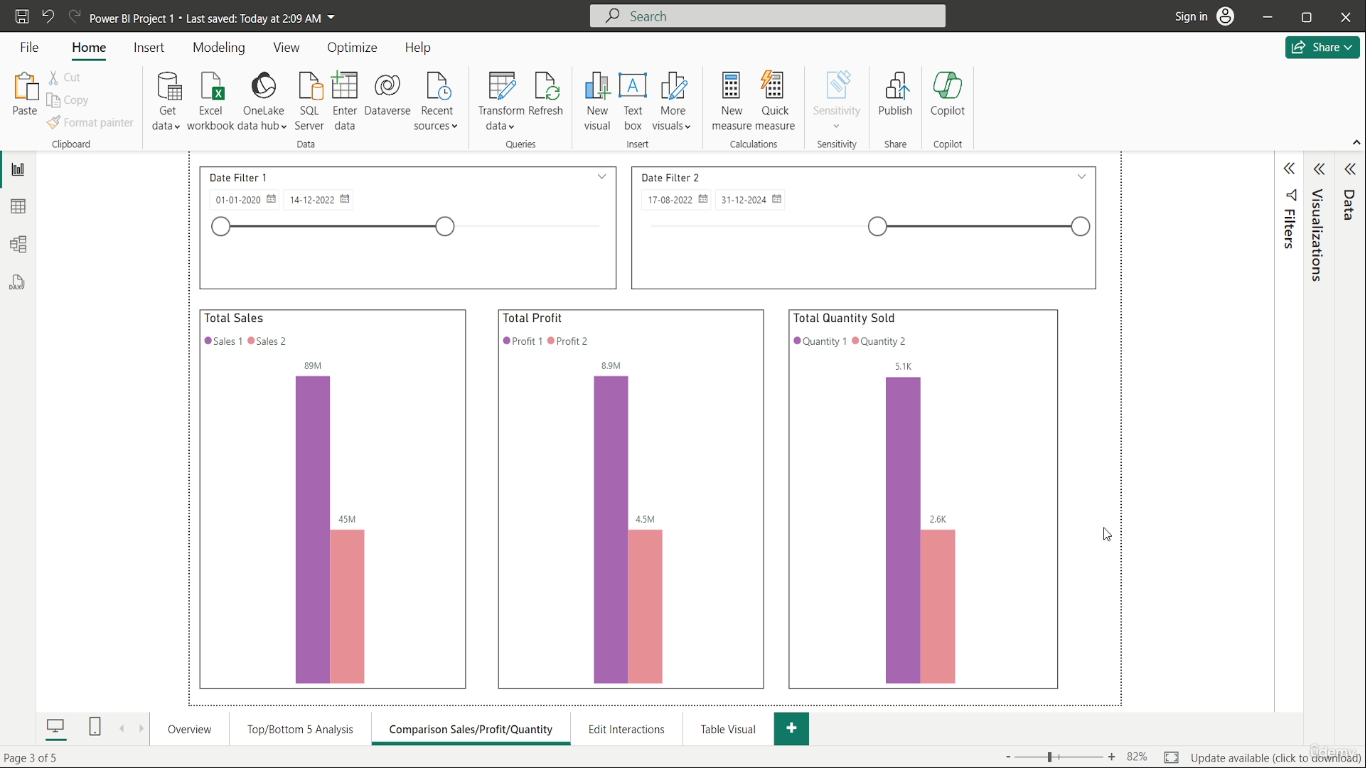 Power BI Project 1 • Last saved: Today at 2:09 AM
Search
Sign in
File Home Insert Modeling View Optimize Help
Share
Paste
Cut
Copy
Format painter
Get data
Excel workbook
OneLake data hub
SQL Server
Enter data
Dataverse
Recent sources
Transform data
Refresh
New visual
Text box
More visuals
New measure
Quick measure
Sensitivity
Publish
Copilot
Clipboard
Data
Queries
Insert
Calculations
Sensitivity
Share
Copilot
Date Filter 1
01-01-2020 14-12-2022
Date Filter 2
17-08-2022 31-12-2024
Filters
Visualizations
Data
Total Sales
Sales 1 Sales 2
89M
45M
Total Profit
Profit 1 Profit 2
8.9M
4.5M
Total Quantity Sold
Quantity 1 Quantity 2
5.1K
2.6K
Overview
Top/Bottom 5 Analysis
Comparison Sales/Profit/Quantity
Edit Interactions
Table Visual
+
Page 3 of 5
- + 82%
Update available (click to download)
Udemy